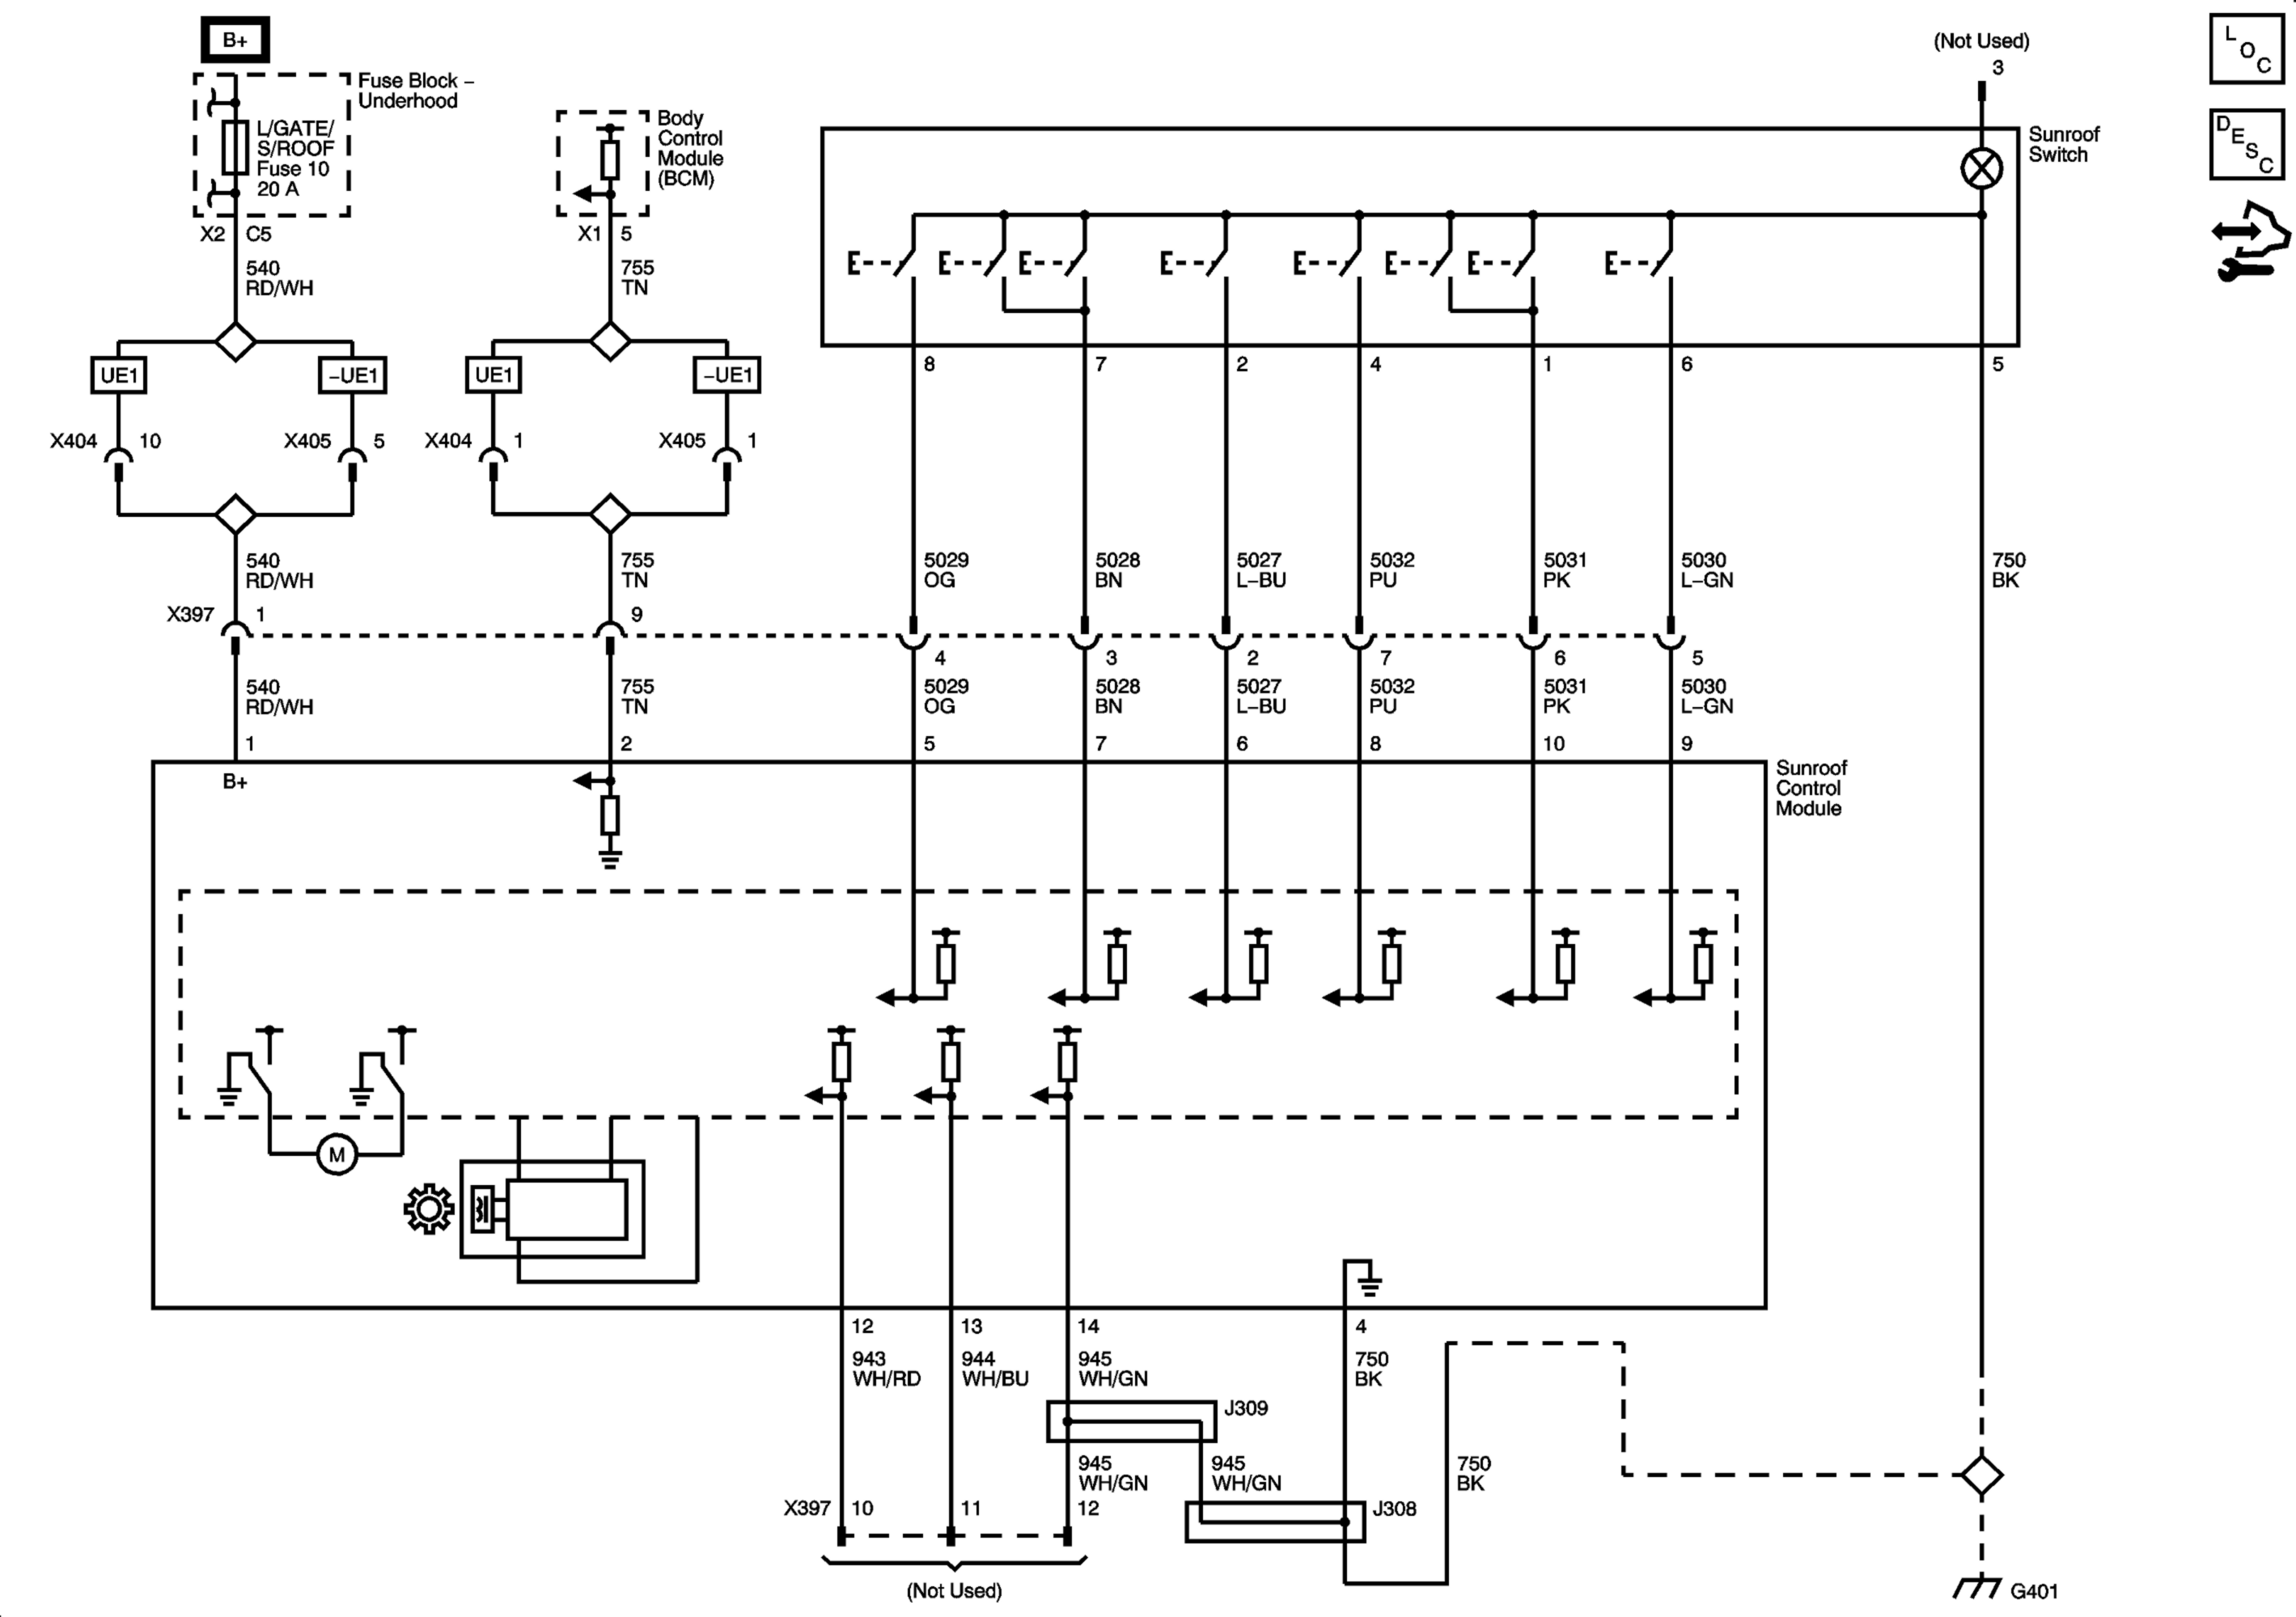 B+
Fuse Block –
Underhood
L/GATE/
S/ROOF
Fuse 10
20 A
X2 C5
540
RD/WH
Body
Control
Module
(BCM)
X1 5
755
TN
(Not Used)
3
Sunroof
Switch
L
O
C
D
E
S
C
UE1
–UE1
UE1
–UE1
X404 10
X405 5
X404 1
X405 1
8
7
2
4
1
6
5
540
RD/WH
755
TN
5029
OG
5028
BN
5027
L–BU
5032
PU
5031
PK
5030
L–GN
750
BK
X397 1
9
4
3
2
7
6
5
540
RD/WH
755
TN
5029
OG
5028
BN
5027
L–BU
5032
PU
5031
PK
5030
L–GN
1
2
5
7
6
8
10
9
B+
Sunroof
Control
Module
M
12
13
14
4
943
WH/RD
944
WH/BU
945
WH/GN
750
BK
J309
945
WH/GN
945
WH/GN
750
BK
X397 10
11
12
J308
(Not Used)
G401